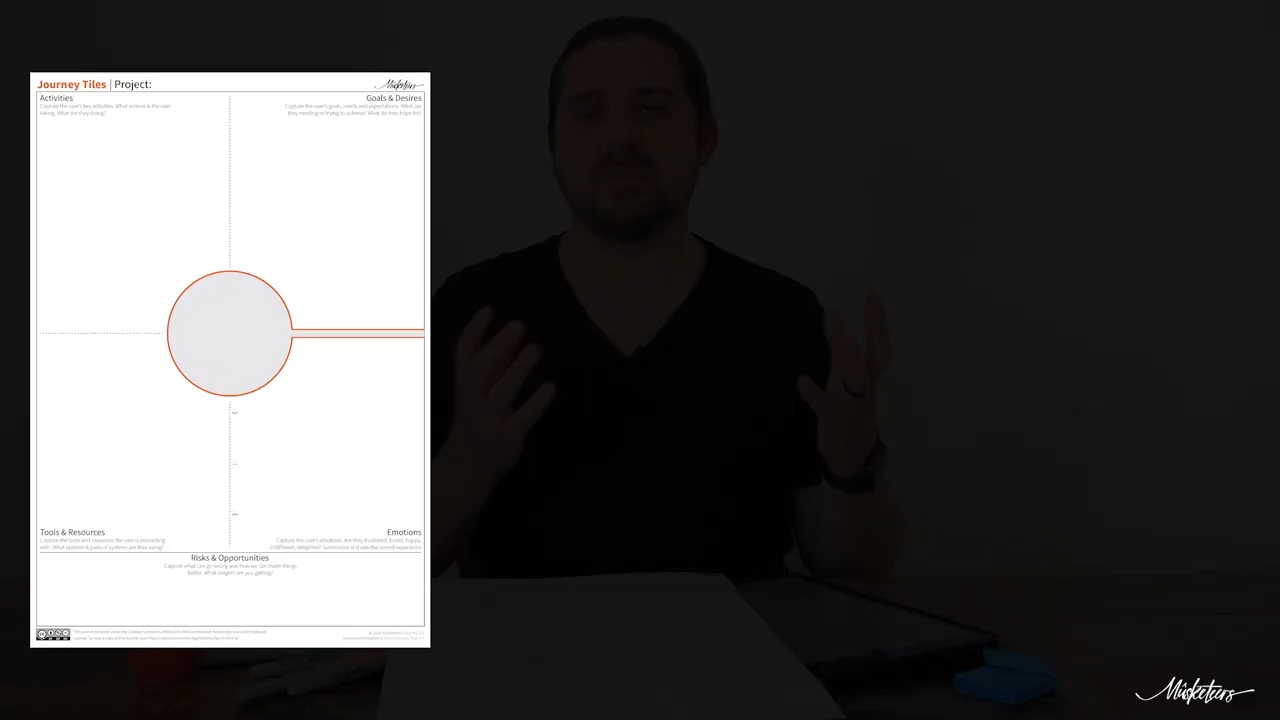 Journey Tiles | Project:
Musketeers
Activities
Capture the user's key activities. What actions is the user
taking. What are they doing?
Goals & Desires
Capture the user's goals, needs and expectations. What are
they needing or trying to achieve? What do they hope for?
Tools & Resources
Capture the tools and resources the user is interacting
with. What systems & parts of systems are they using?
Emotions
Capture the user's emotions. Are they frustrated, bored, happy,
indifferent, delighted? Summarize and rate the overall experience
Risks & Opportunities
Capture what can go wrong and how we can make things
better. What insights are you getting?
Musketeers